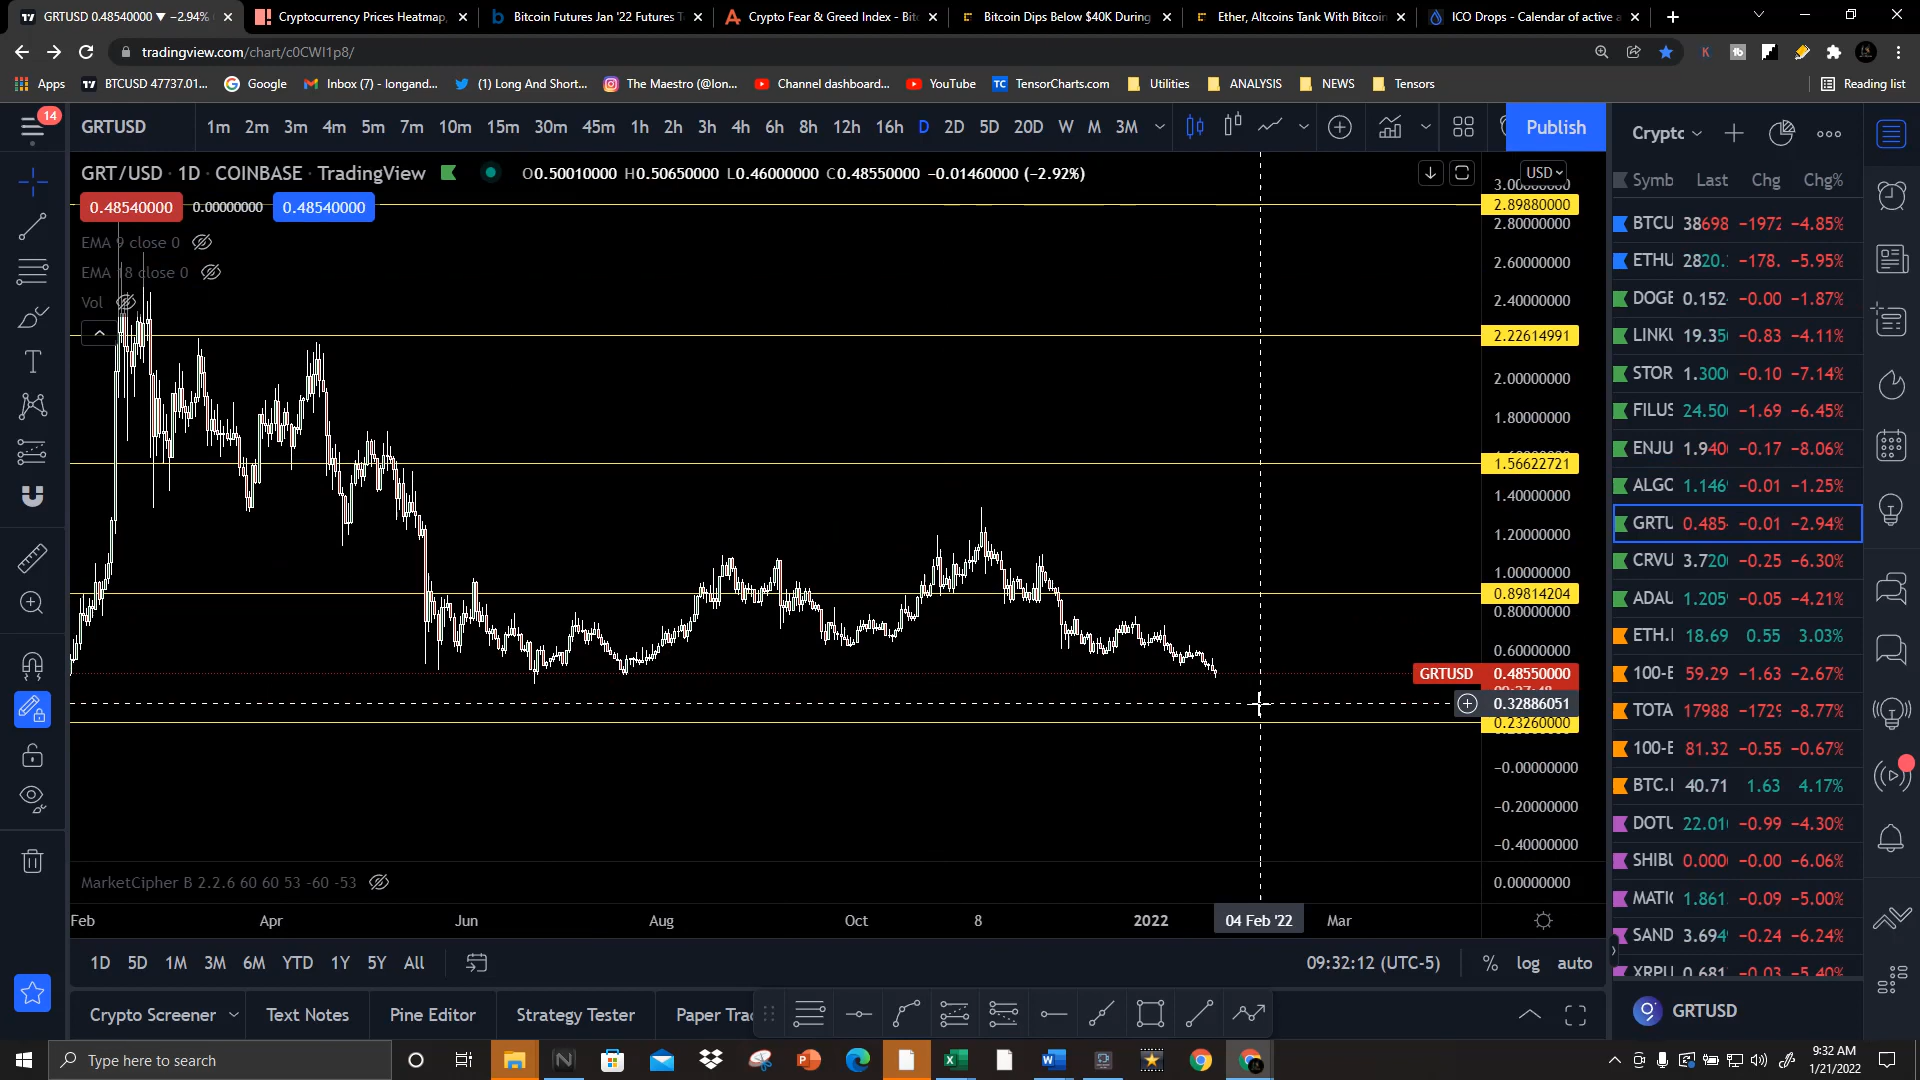 GRTUSD 0.48540000 ▼ −2.94%
Cryptocurrency Prices Heatmap,
Bitcoin Futures Jan '22 Futures T
Crypto Fear & Greed Index - Bit
Bitcoin Dips Below $40K During
Ether, Altcoins Tank With Bitcoin
ICO Drops - Calendar of active a
tradingview.com/chart/c0CWI1p8/
Apps
BTCUSD 47737.01...
Google
Inbox (7) - longand...
(1) Long And Short...
The Maestro (@lon...
Channel dashboard...
YouTube
TensorCharts.com
Utilities
ANALYSIS
NEWS
Tensors
Reading list
14
GRTUSD
1m 2m 3m 4m 5m 7m 10m 15m 30m 45m 1h 2h 3h 4h 6h 8h 12h 16h D 2D 5D 20D W M 3M
Publish
Crypto
GRT/USD · 1D · COINBASE · TradingView
O0.50010000 H0.50650000 L0.46000000 C0.48550000 −0.01460000 (−2.92%)
USD
0.48540000 0.00000000 0.48540000
EMA 9 close 0
EMA 18 close 0
Vol
3.00000000
2.89880000
2.80000000
2.60000000
2.40000000
2.22614991
2.00000000
1.80000000
1.56622721
1.40000000
1.20000000
1.00000000
0.89814204
0.80000000
0.60000000
GRTUSD 0.48550000
0.32886051
0.23260000
−0.00000000
−0.20000000
−0.40000000
MarketCipher B 2.2.6 60 60 53 -60 -53
0.00000000
Feb Apr Jun Aug Oct 8 2022 04 Feb '22 Mar
1D 5D 1M 3M 6M YTD 1Y 5Y All
09:32:12 (UTC-5) % log auto
Crypto Screener
Text Notes
Pine Editor
Strategy Tester
Paper Trac
Symb Last Chg Chg%
BTCU 38698 −1972 −4.85%
ETHU 2820. −178. −5.95%
DOGE 0.152 −0.00 −1.87%
LINKU 19.35 −0.83 −4.11%
STOR 1.300 −0.10 −7.14%
FILUS 24.50 −1.69 −6.45%
ENJU 1.940 −0.17 −8.06%
ALGC 1.146 −0.01 −1.25%
GRTU 0.485 −0.01 −2.94%
CRVU 3.720 −0.25 −6.30%
ADAU 1.205 −0.05 −4.21%
ETH.I 18.69 0.55 3.03%
100-E 59.29 −1.63 −2.67%
TOTA 17988 −1729 −8.77%
100-E 81.32 −0.55 −0.67%
BTC.I 40.71 1.63 4.17%
DOTU 22.01 −0.99 −4.30%
SHIBU 0.000 −0.00 −6.06%
MATIC 1.861 −0.09 −5.00%
SAND 3.694 −0.24 −6.24%
XRPU 0.681 −0.03 −5.40%
GRTUSD
Type here to search
9:32 AM
1/21/2022